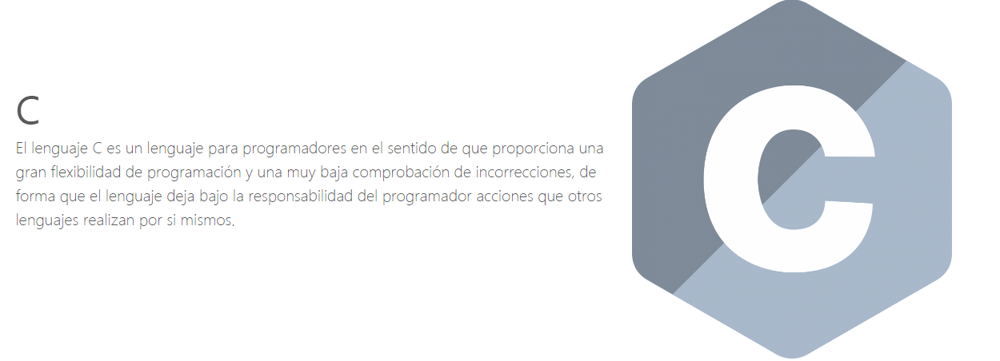 C
El lenguaje C es un lenguaje para programadores en el sentido de que proporciona una
gran flexibilidad de programación y una muy baja comprobación de incorrecciones, de
forma que el lenguaje deja bajo la responsabilidad del programador acciones que otros
lenguajes realizan por si mismos.
C